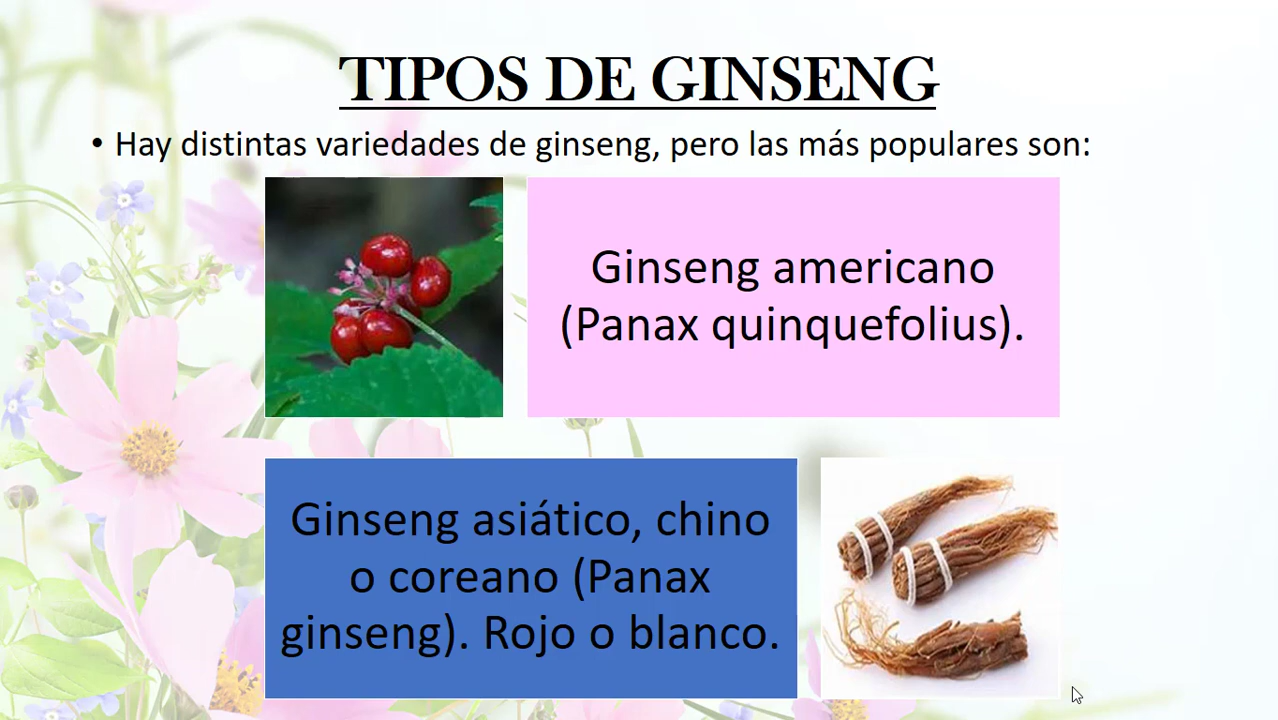 TIPOS DE GINSENG
• Hay distintas variedades de ginseng, pero las más populares son:
Ginseng americano
(Panax quinquefolius).
Ginseng asiático, chino
o coreano (Panax
ginseng). Rojo o blanco.